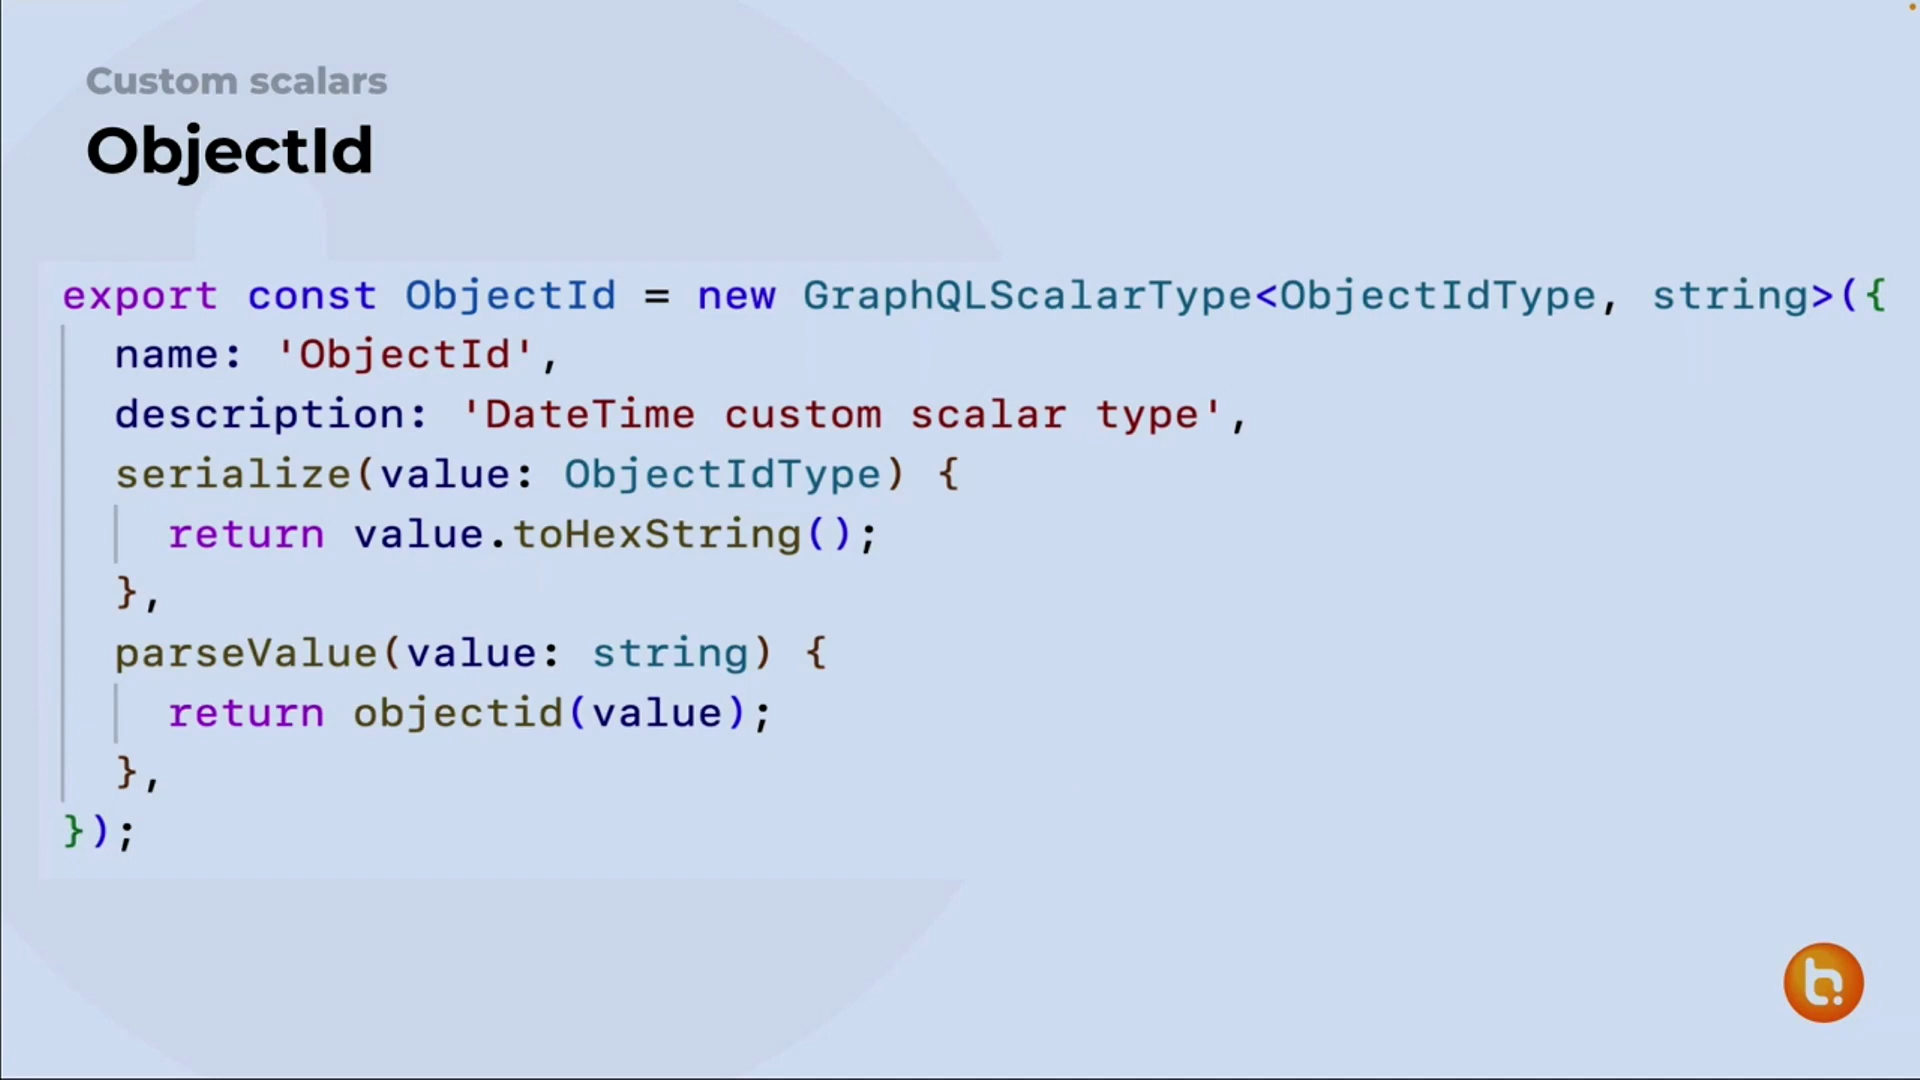 Custom scalars
ObjectId
export const ObjectId = new GraphQLScalarType<ObjectIdType, string>({
  name: 'ObjectId',
  description: 'DateTime custom scalar type',
  serialize(value: ObjectIdType) {
    return value.toHexString();
  },
  parseValue(value: string) {
    return objectid(value);
  },
});
b.